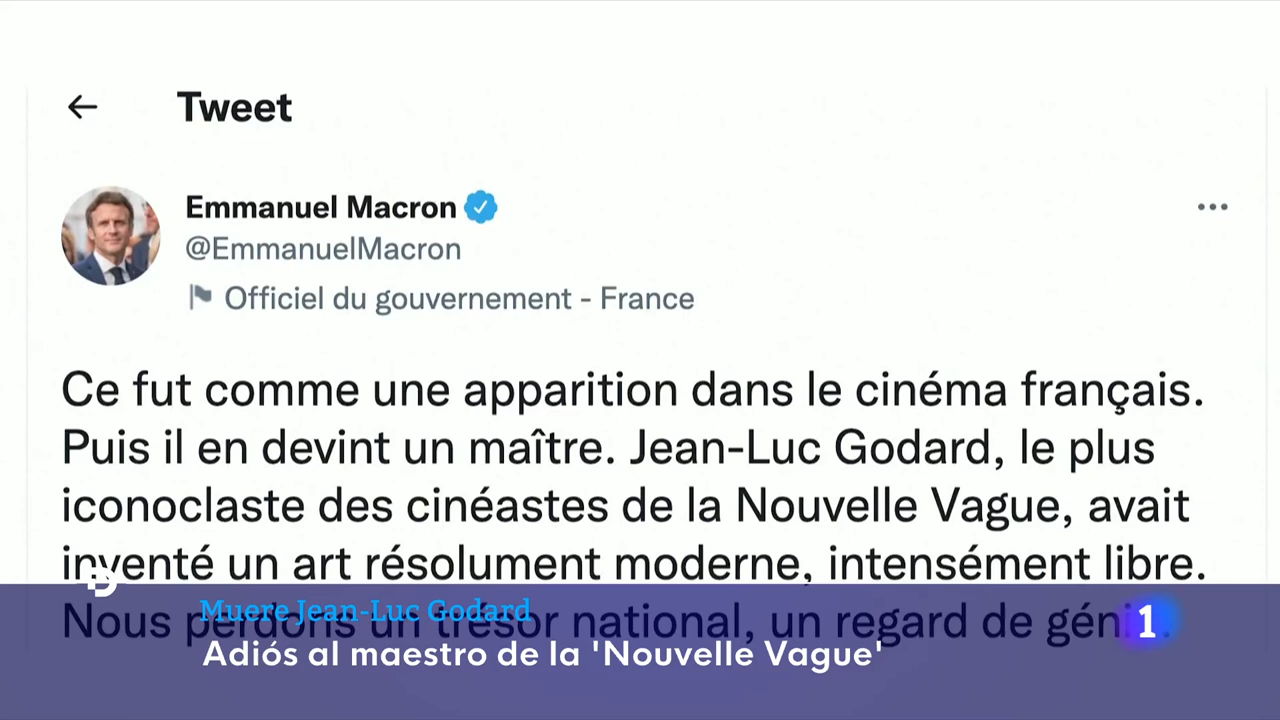 Tweet
Emmanuel Macron
@EmmanuelMacron
Officiel du gouvernement - France
Ce fut comme une apparition dans le cinéma français.
Puis il en devint un maître. Jean-Luc Godard, le plus
iconoclaste des cinéastes de la Nouvelle Vague, avait
inventé un art résolument moderne, intensément libre.
Nous perdons un trésor national, un regard de génie.
Muere Jean-Luc Godard
Adiós al maestro de la 'Nouvelle Vague'
1